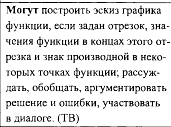 Могут построить эскиз графика
функции, если задан отрезок, зна-
чения функции в концах этого от-
резка и знак производной в неко-
торых точках функции; рассуж-
дать, обобщать, аргументировать
решение и ошибки, участвовать
в диалоге. (ТВ)